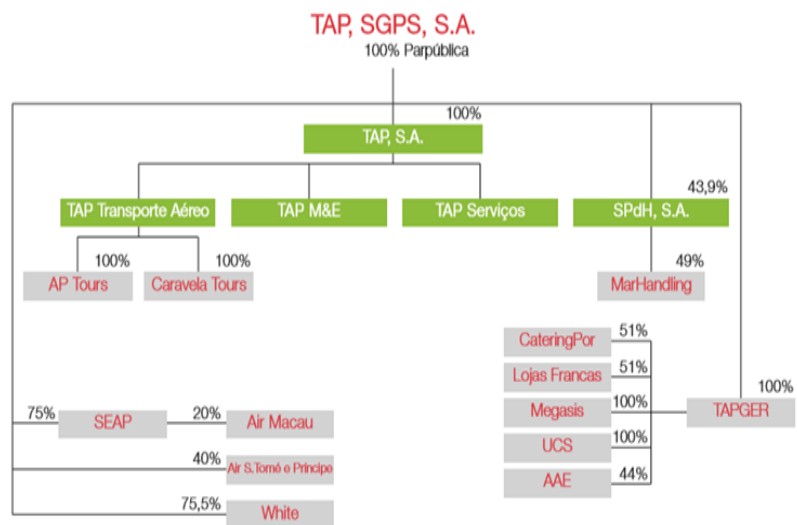 TAP, SGPS, S.A.
100% Parpública
100%
TAP, S.A.
43,9%
TAP Transporte Aéreo
TAP M&E
TAP Serviços
SPdH, S.A.
100%
100%
49%
AP Tours
Caravela Tours
MarHandling
CateringPor
51%
Lojas Francas
51%
Megasis
100%
100%
TAPGER
UCS
100%
AAE
44%
75%
SEAP
20%
Air Macau
40%
Air S.Tomé e Príncipe
75,5%
White